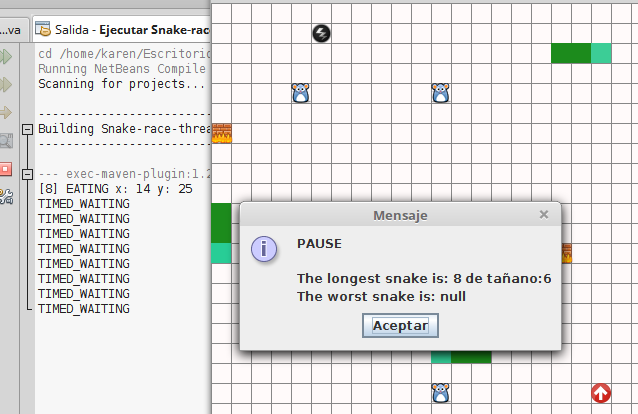 ...va
Salida - Ejecutar Snake-race
cd /home/karen/Escritorio
Running NetBeans Compile
Scanning for projects...
------------------------
Building Snake-race-threa
------------------------
--- exec-maven-plugin:1.2
[8] EATING x: 14 y: 25
TIMED_WAITING
TIMED_WAITING
TIMED_WAITING
TIMED_WAITING
TIMED_WAITING
TIMED_WAITING
TIMED_WAITING
TIMED_WAITING
Mensaje
PAUSE
The longest snake is: 8 de tañano:6
The worst snake is: null
Aceptar